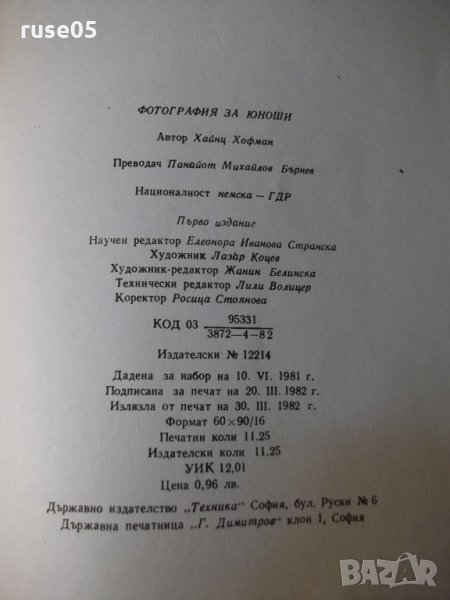 ruse05
ФОТОГРАФИЯ ЗА ЮНОШИ
Автор Хайнц Хофман
Преводач Панайот Михайлов Бърнев
Националност немска — ГДР
Първо издание
Научен редактор Елеонора Иванова Странска
Художник Лазар Коцев
Художник-редактор Жанин Белинска
Технически редактор Лили Волицер
Коректор Росица Стоянова
КОД 03 95331
3872—4—82
Издателски № 12214
Дадена за набор на 10. VI. 1981 г.
Подписана за печат на 20. III. 1982 г.
Излязла от печат на 30. III. 1982 г.
Формат 60×90/16
Печатни коли 11.25
Издателски коли 11.25
УИК 12,01
Цена 0,96 лв.
Държавно издателство „Техника“ София, бул. Руски № 6
Държавна печатница „Г. Димитров“ клон 1, София
BAZAR